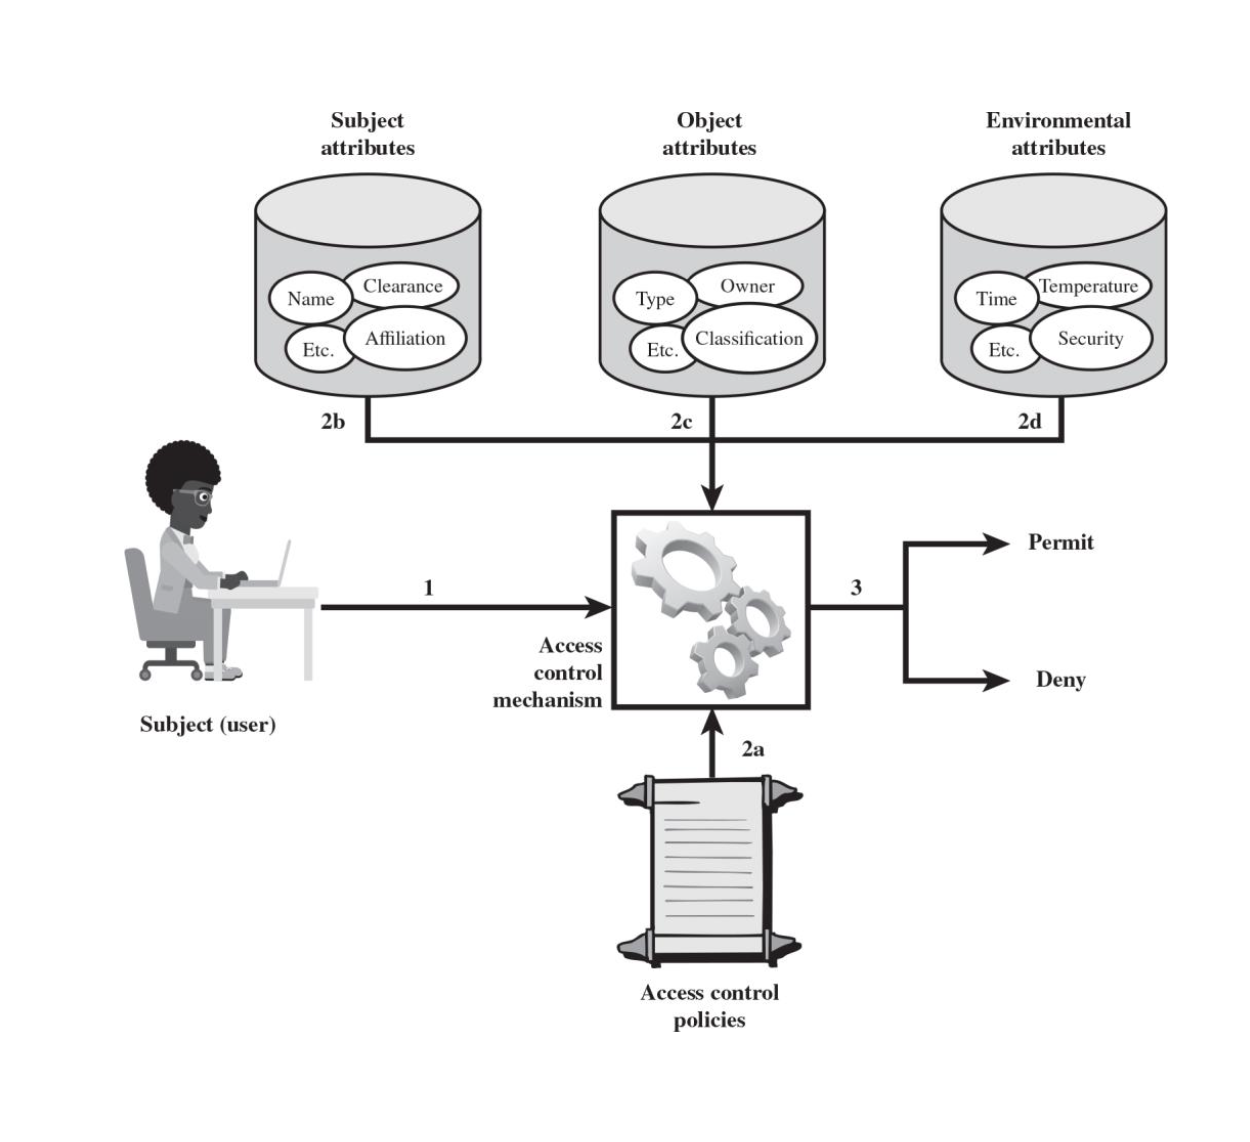 Subject
attributes
Object
attributes
Environmental
attributes
Name
Clearance
Etc.
Affiliation
Type
Owner
Etc.
Classification
Time
Temperature
Etc.
Security
2b
2c
2d
1
3
Permit
Deny
Access
control
mechanism
Subject (user)
2a
Access control
policies